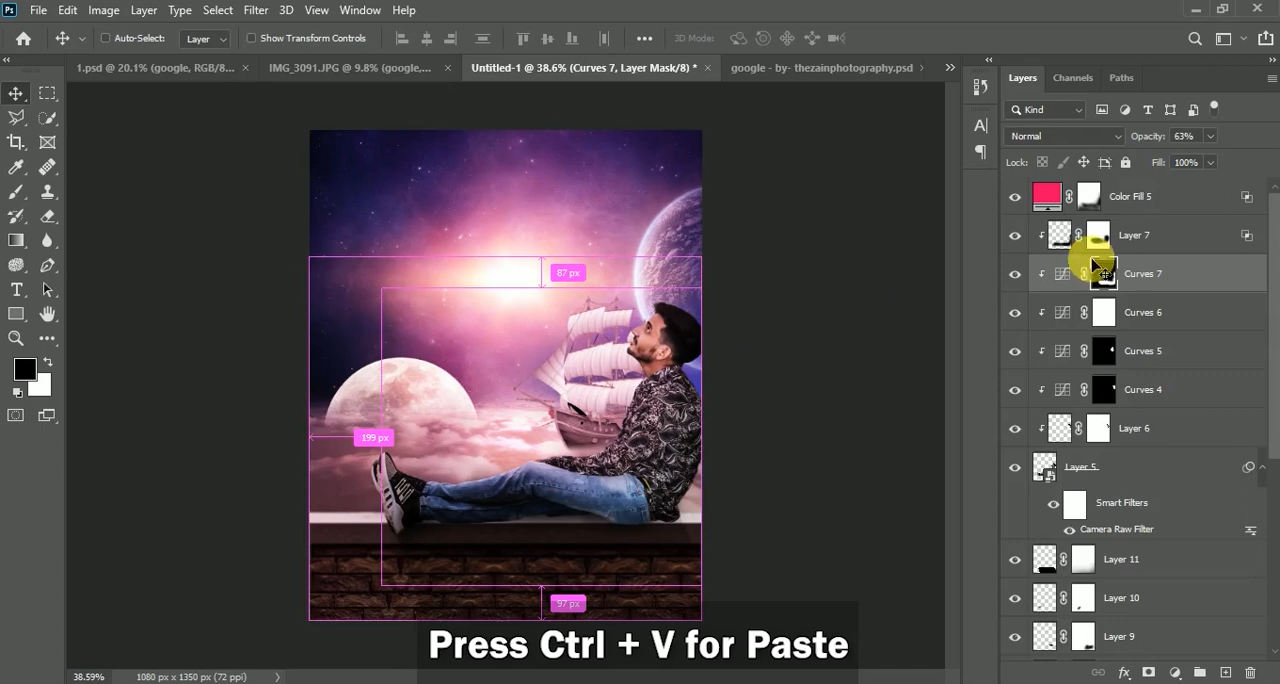 Ps File Edit Image Layer Type Select Filter 3D View Window Help
Auto-Select: Layer Show Transform Controls 3D Mode:
1.psd @ 20.1% (google, RGB/8... × IMG_3091.JPG @ 9.8% (google,... × Untitled-1 @ 38.6% (Curves 7, Layer Mask/8) * × google - by- thezainphotography.psd
Layers Channels Paths
Kind
Normal Opacity: 63%
Lock: Fill: 100%
Color Fill 5
Layer 7
Curves 7
Curves 6
Curves 5
Curves 4
Layer 6
Layer 5
Smart Filters
Camera Raw Filter
Layer 11
Layer 10
Layer 9
87 px
199 px
97 px
Press Ctrl + V for Paste
38.59% 1080 px x 1350 px (72 ppi)